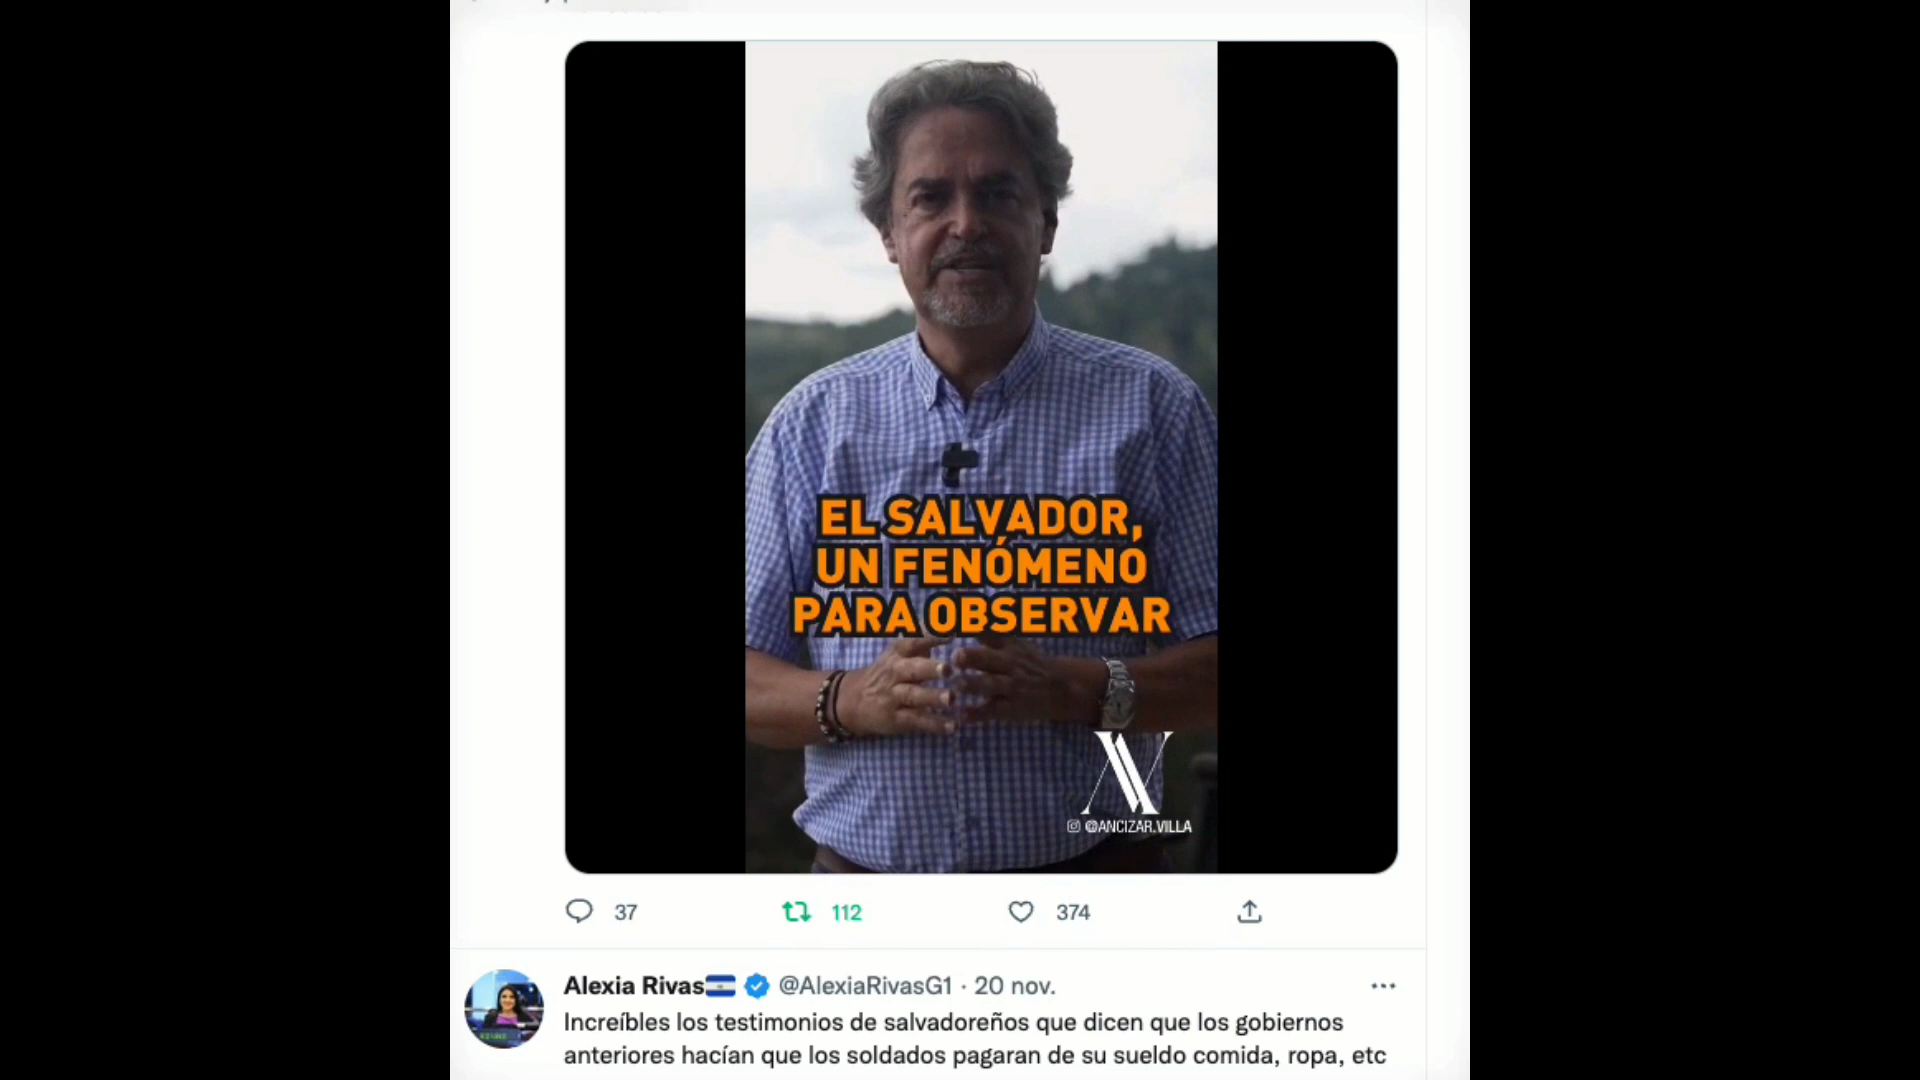 EL SALVADOR,
UN FENÓMENO
PARA OBSERVAR
@ANCIZAR.VILLA
37
112
374
Alexia Rivas @AlexiaRivasG1 · 20 nov.
Increíbles los testimonios de salvadoreños que dicen que los gobiernos
anteriores hacían que los soldados pagaran de su sueldo comida, ropa, etc